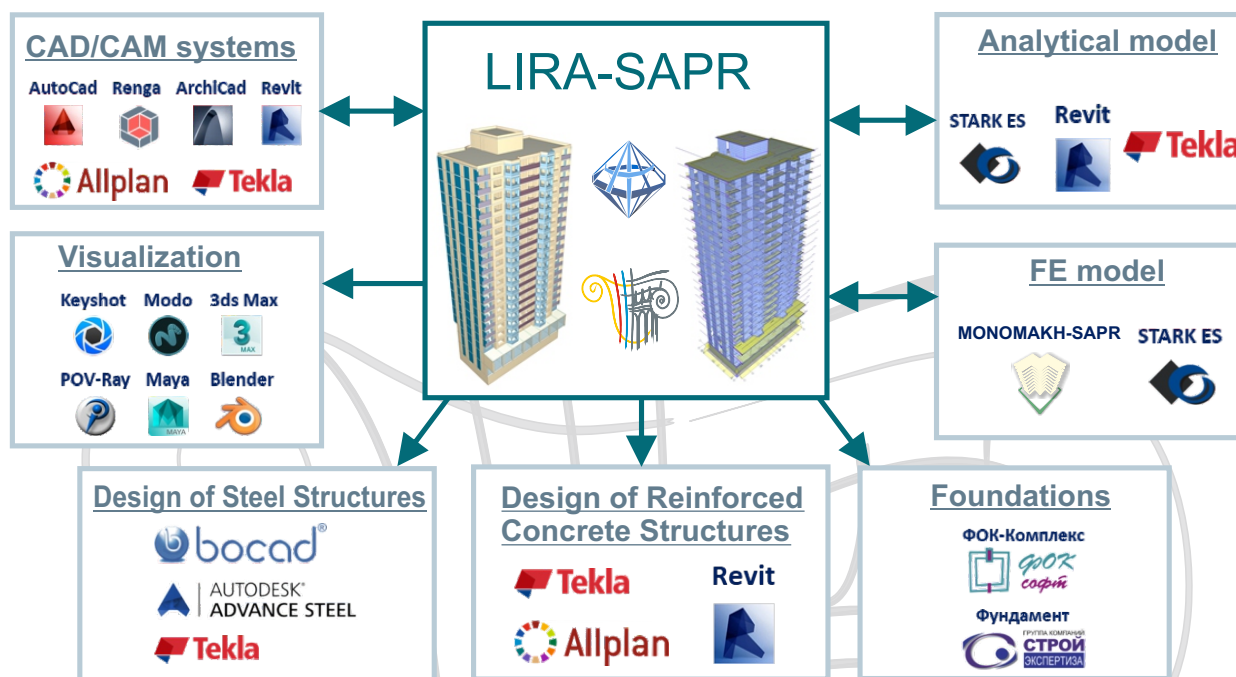 LIRA-SAPR
CAD/CAM systems
AutoCad Renga ArchiCad Revit
Allplan Tekla
Analytical model
STARK ES Revit Tekla
Visualization
Keyshot Modo 3ds Max
3
MAX
POV-Ray Maya Blender
MAYA
FE model
MONOMAKH-SAPR STARK ES
Design of Steel Structures
bocad®
AUTODESK®
ADVANCE STEEL
Tekla
Design of Reinforced
Concrete Structures
Tekla Revit
Allplan
Foundations
ФОК-Комплекс
фОК
софт
Фундамент
ГРУППА КОМПАНИЙ
СТРОЙ
ЭКСПЕРТИЗА